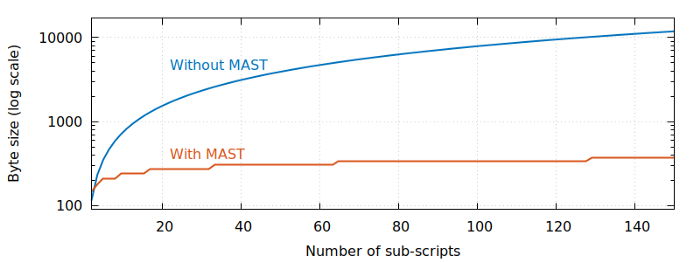 Byte size (log scale)
10000
1000
100
Without MAST
With MAST
20 40 60 80 100 120 140
Number of sub-scripts